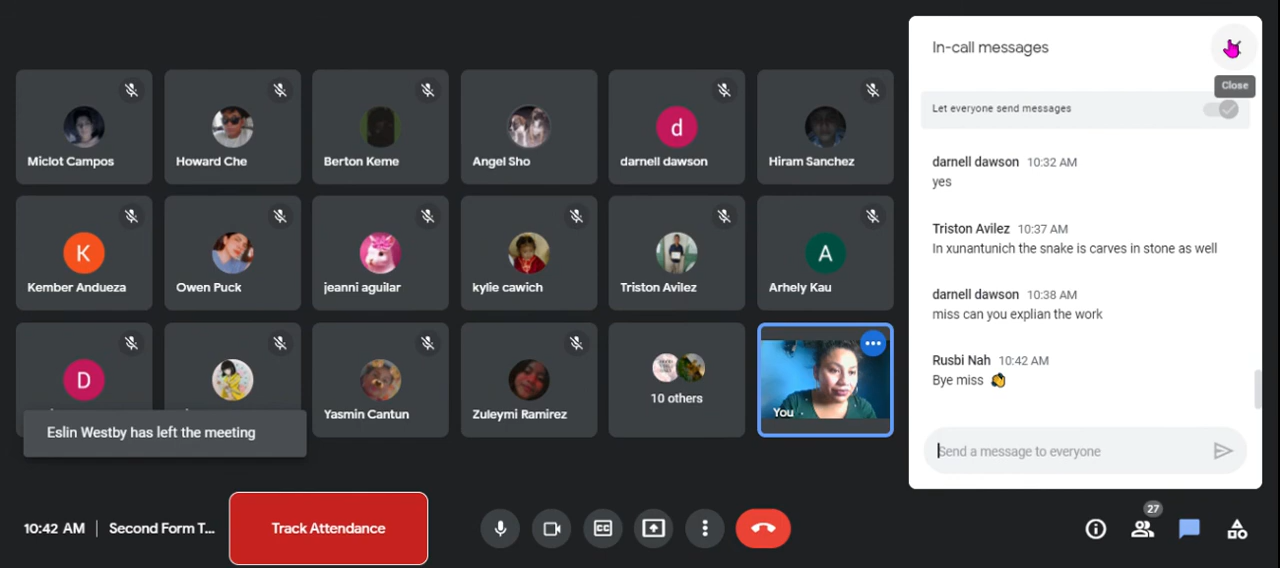 Miclot Campos
Howard Che
Berton Keme
Angel Sho
darnell dawson
Hiram Sanchez
K
Kember Andueza
Owen Puck
jeanni aguilar
kylie cawich
Triston Avilez
Arhely Kau
d
A
D
Yasmin Cantun
Zuleymi Ramirez
10 others
You
Eslin Westby has left the meeting
10:42 AM
Second Form T...
Track Attendance
CC
27
In-call messages
Close
Let everyone send messages
darnell dawson 10:32 AM
yes
Triston Avilez 10:37 AM
In xunantunich the snake is carves in stone as well
darnell dawson 10:38 AM
miss can you explian the work
Rusbi Nah 10:42 AM
Bye miss 👏
Send a message to everyone